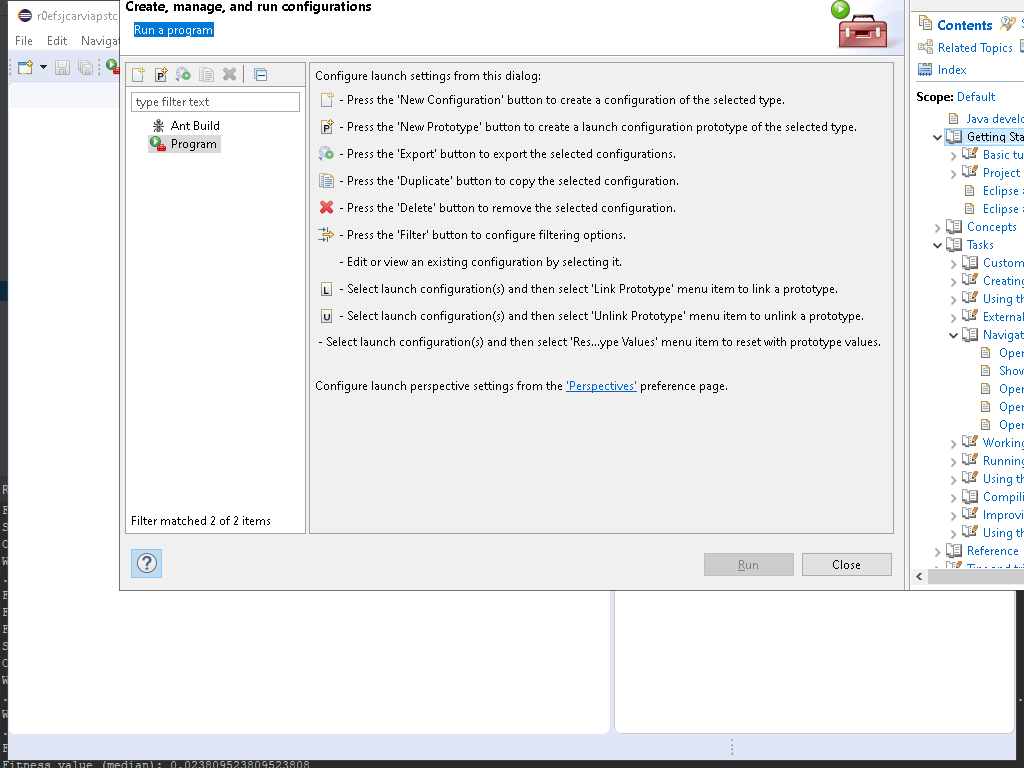 Create, manage, and run configurations
Run a program
r0efsjcarviapstc
File Edit Navigat
type filter text
Ant Build
Program
Filter matched 2 of 2 items
Configure launch settings from this dialog:
- Press the 'New Configuration' button to create a configuration of the selected type.
- Press the 'New Prototype' button to create a launch configuration prototype of the selected type.
- Press the 'Export' button to export the selected configurations.
- Press the 'Duplicate' button to copy the selected configuration.
- Press the 'Delete' button to remove the selected configuration.
- Press the 'Filter' button to configure filtering options.
- Edit or view an existing configuration by selecting it.
L - Select launch configuration(s) and then select 'Link Prototype' menu item to link a prototype.
U - Select launch configuration(s) and then select 'Unlink Prototype' menu item to unlink a prototype.
- Select launch configuration(s) and then select 'Res...ype Values' menu item to reset with prototype values.
Configure launch perspective settings from the 'Perspectives' preference page.
Run
Close
Contents
Related Topics
Index
Scope: Default
Java develo
Getting Sta
Basic tu
Project
Eclipse
Eclipse
Concepts
Tasks
Custom
Creating
Using th
External
Navigat
Oper
Shov
Oper
Oper
Oper
Working
Running
Using th
Compili
Improvi
Using th
Reference
Tips and tri
Fitness value (median): 0.023809523809523808